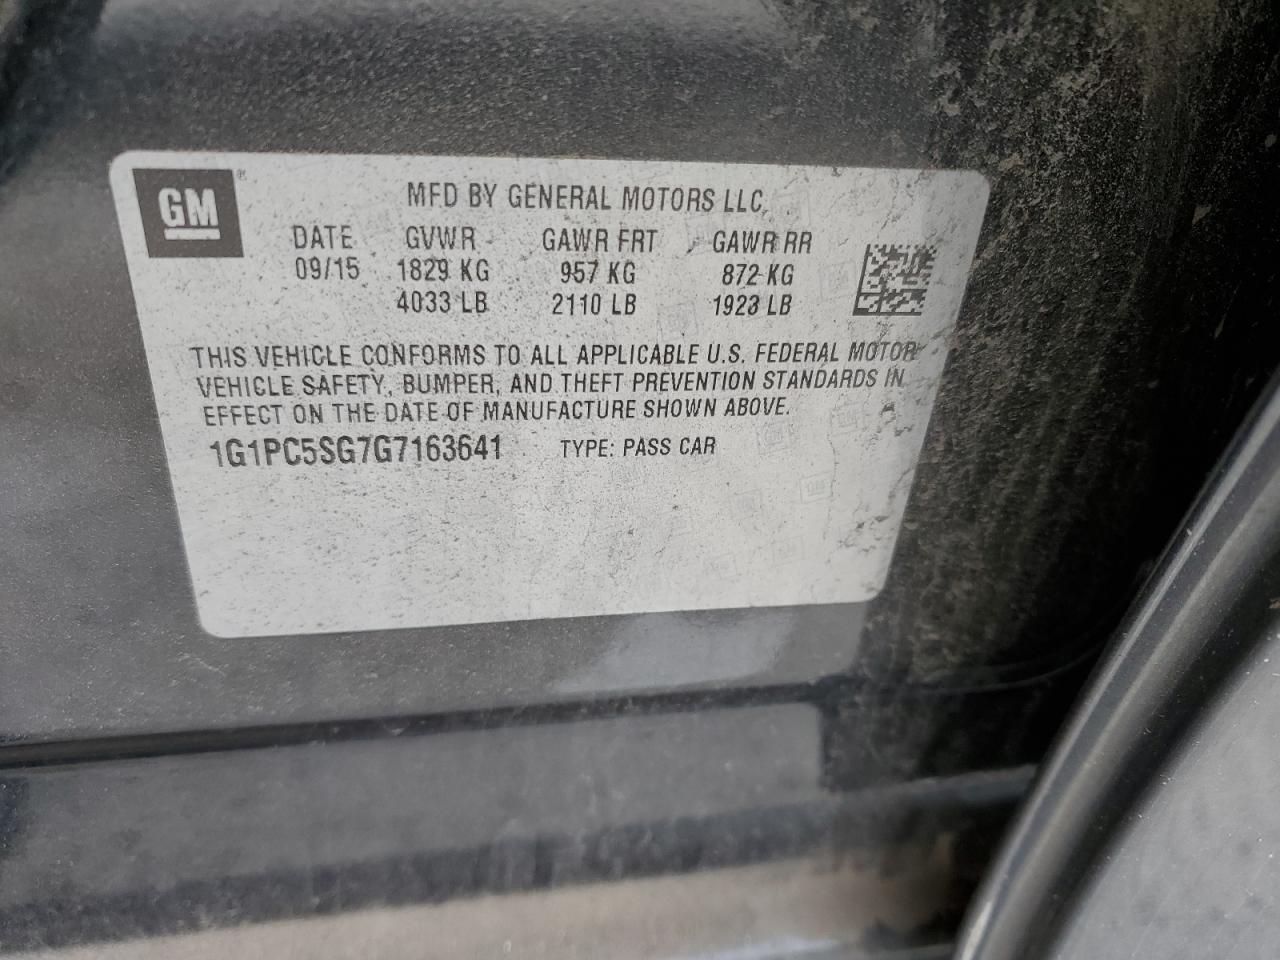 GM®
MFD BY GENERAL MOTORS LLC
DATE GVWR GAWR FRT GAWR RR
09/15 1829 KG 957 KG 872 KG
4033 LB 2110 LB 1923 LB
THIS VEHICLE CONFORMS TO ALL APPLICABLE U.S. FEDERAL MOTOR
VEHICLE SAFETY, BUMPER, AND THEFT PREVENTION STANDARDS IN
EFFECT ON THE DATE OF MANUFACTURE SHOWN ABOVE.
1G1PC5SG7G7163641 TYPE: PASS CAR